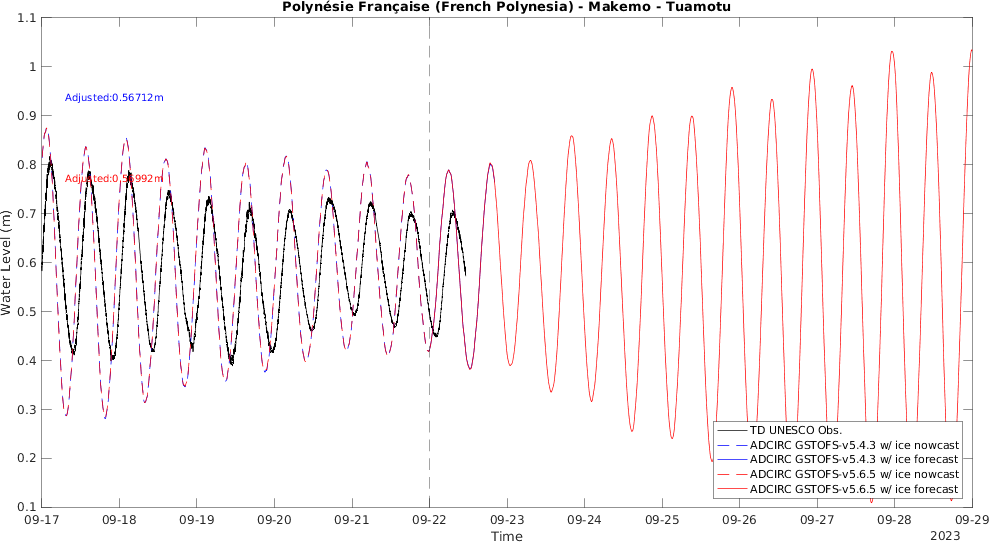 Polynésie Française (French Polynesia) - Makemo - Tuamotu
1.1
1
0.9
0.8
0.7
0.6
0.5
0.4
0.3
0.2
0.1
Water Level (m)
Adjusted:0.56712m
Adjusted:0.56992m
TD UNESCO Obs.
ADCIRC GSTOFS-v5.4.3 w/ ice nowcast
ADCIRC GSTOFS-v5.4.3 w/ ice forecast
ADCIRC GSTOFS-v5.6.5 w/ ice nowcast
ADCIRC GSTOFS-v5.6.5 w/ ice forecast
09-17 09-18 09-19 09-20 09-21 09-22 09-23 09-24 09-25 09-26 09-27 09-28 09-29
Time
2023